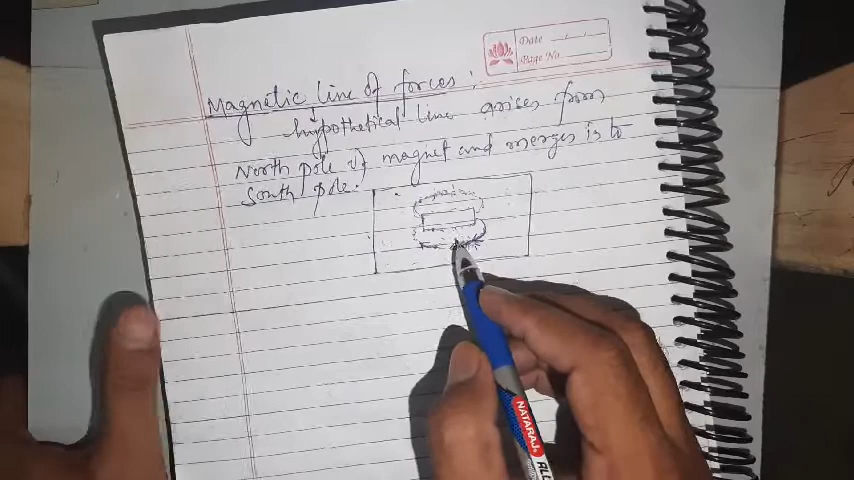 Date / /
Page No.
Magnetic line of forces :
hypothetical line arises from
North pole of magnet and merges is to
South pole.
NATARAJ